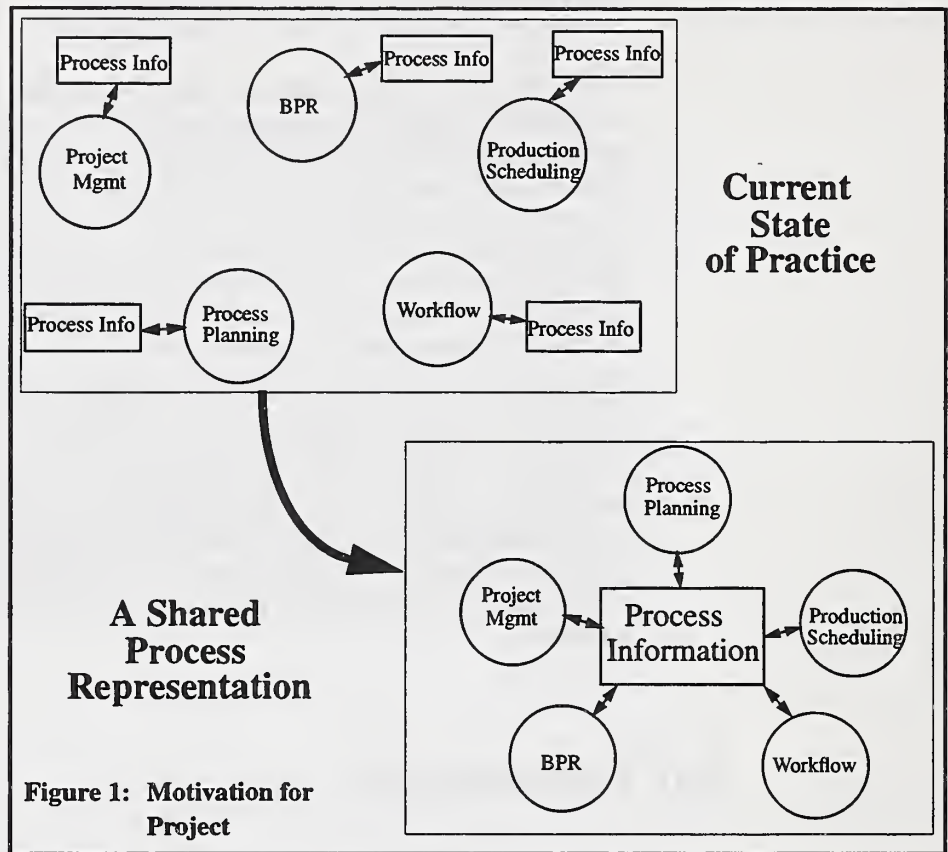 Process Info
Process Info
Process Info
BPR
Project
Mgmt
Production
Scheduling
Current
State
of Practice
Process Info
Process
Planning
Workflow
Process Info
Process
Planning
Project
Mgmt
Process
Information
Production
Scheduling
A Shared
Process
Representation
BPR
Workflow
Figure 1: Motivation for
Project